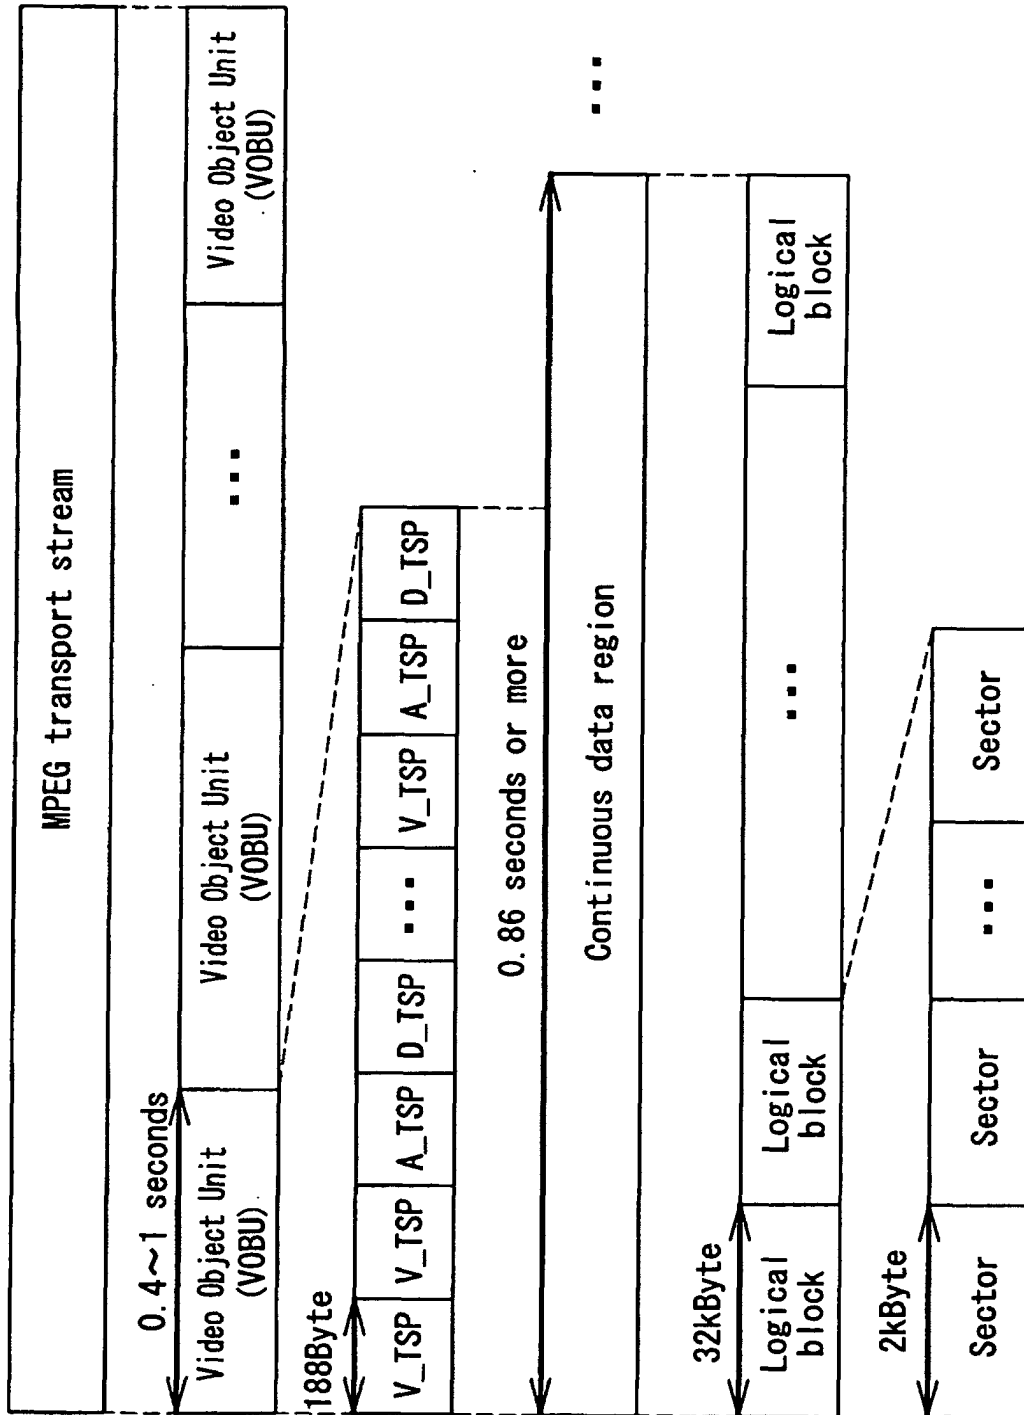 MPEG transport stream
0.4~1 seconds
Video Object Unit
(VOBU)
Video Object Unit
(VOBU)
...
Video Object Unit
(VOBU)
188Byte
V_TSP
V_TSP
A_TSP
D_TSP
...
V_TSP
A_TSP
D_TSP
0.86 seconds or more
Continuous data region
...
32kByte
Logical
block
Logical
block
...
Logical
block
2kByte
Sector
Sector
...
Sector